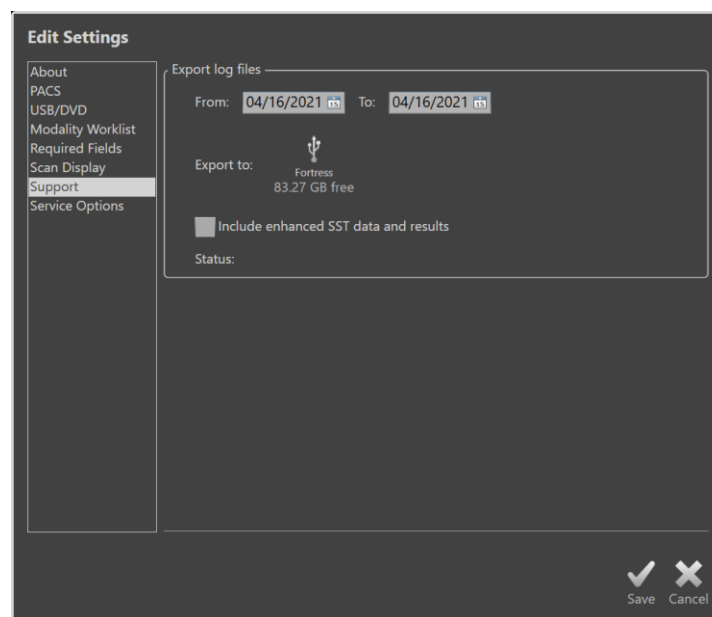 Edit Settings
About
PACS
USB/DVD
Modality Worklist
Required Fields
Scan Display
Support
Service Options
Export log files
From: 04/16/2021 15 To: 04/16/2021 15
Export to:
Fortress
83.27 GB free
Include enhanced SST data and results
Status:
Save Cancel